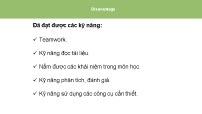 Disavantage
Đã đạt được các kỹ năng:
✓ Teamwork.
✓ Kỹ năng đọc tài liệu.
✓ Nắm được các khái niệm trong môn học.
✓ Kỹ năng phân tích, đánh giá.
✓ Kỹ năng sử dụng các công cụ cần thiết.